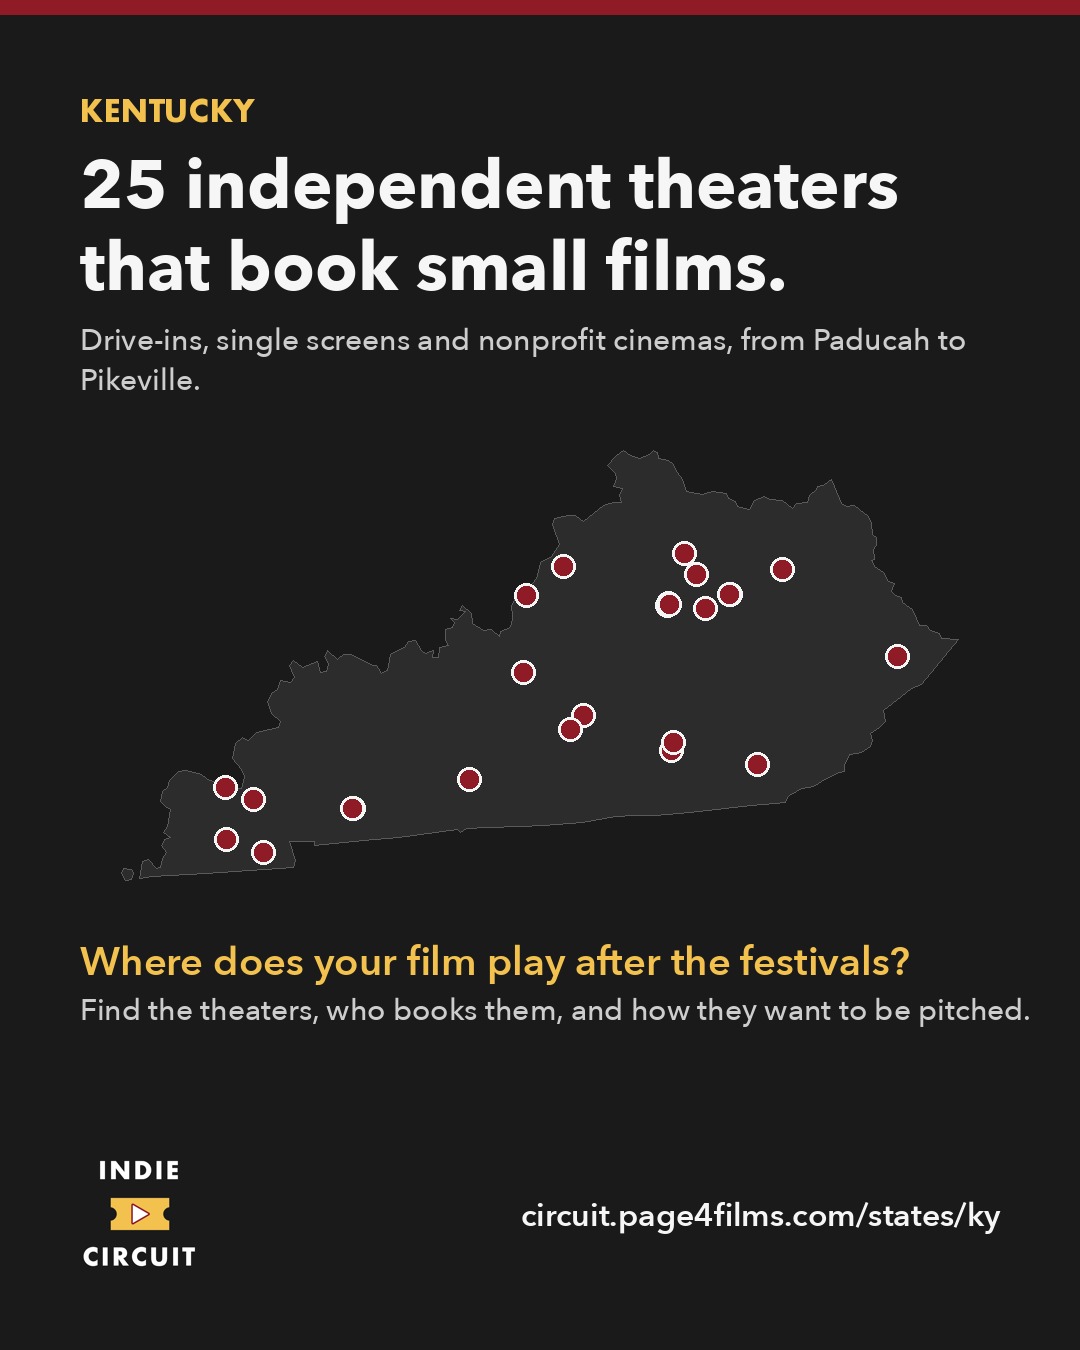 KENTUCKY
25 independent theaters
that book small films.
Drive-ins, single screens and nonprofit cinemas, from Paducah to
Pikeville.
Where does your film play after the festivals?
Find the theaters, who books them, and how they want to be pitched.
INDIE
CIRCUIT
circuit.page4films.com/states/ky